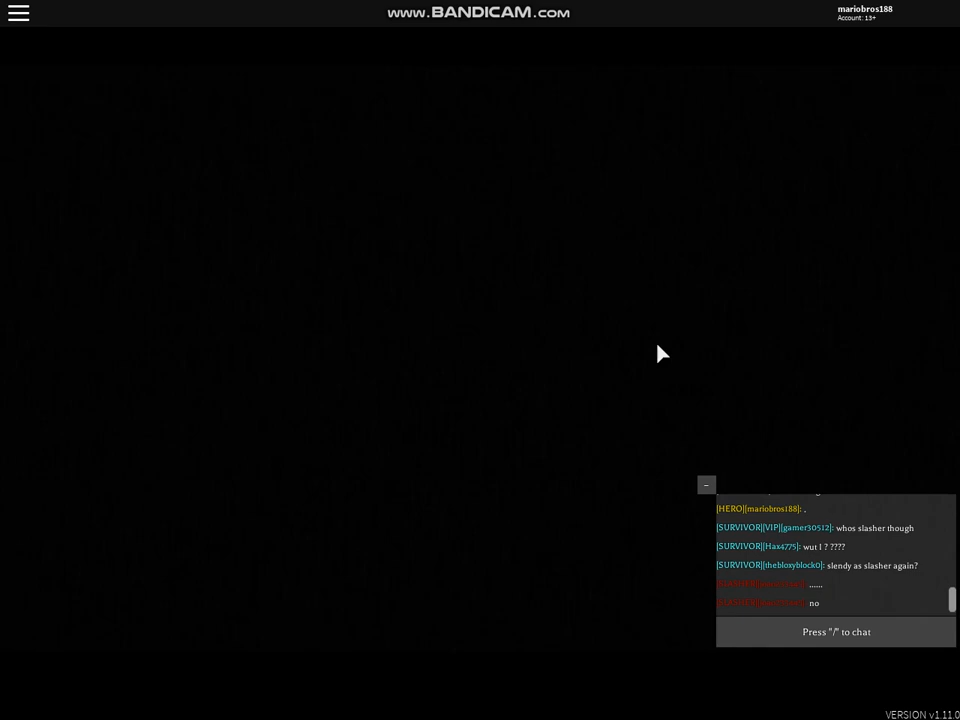 www.BANDICAM.com
mariobros188
Account: 13+
–
[HERO][mariobros188]: .
[SURVIVOR][VIP][gamer30512]: whos slasher though
[SURVIVOR][Hax4775]: wut I ? ????
[SURVIVOR][thebloxyblock0]: slendy as slasher again?
......
no
Press "/" to chat
VERSION v1.11.0